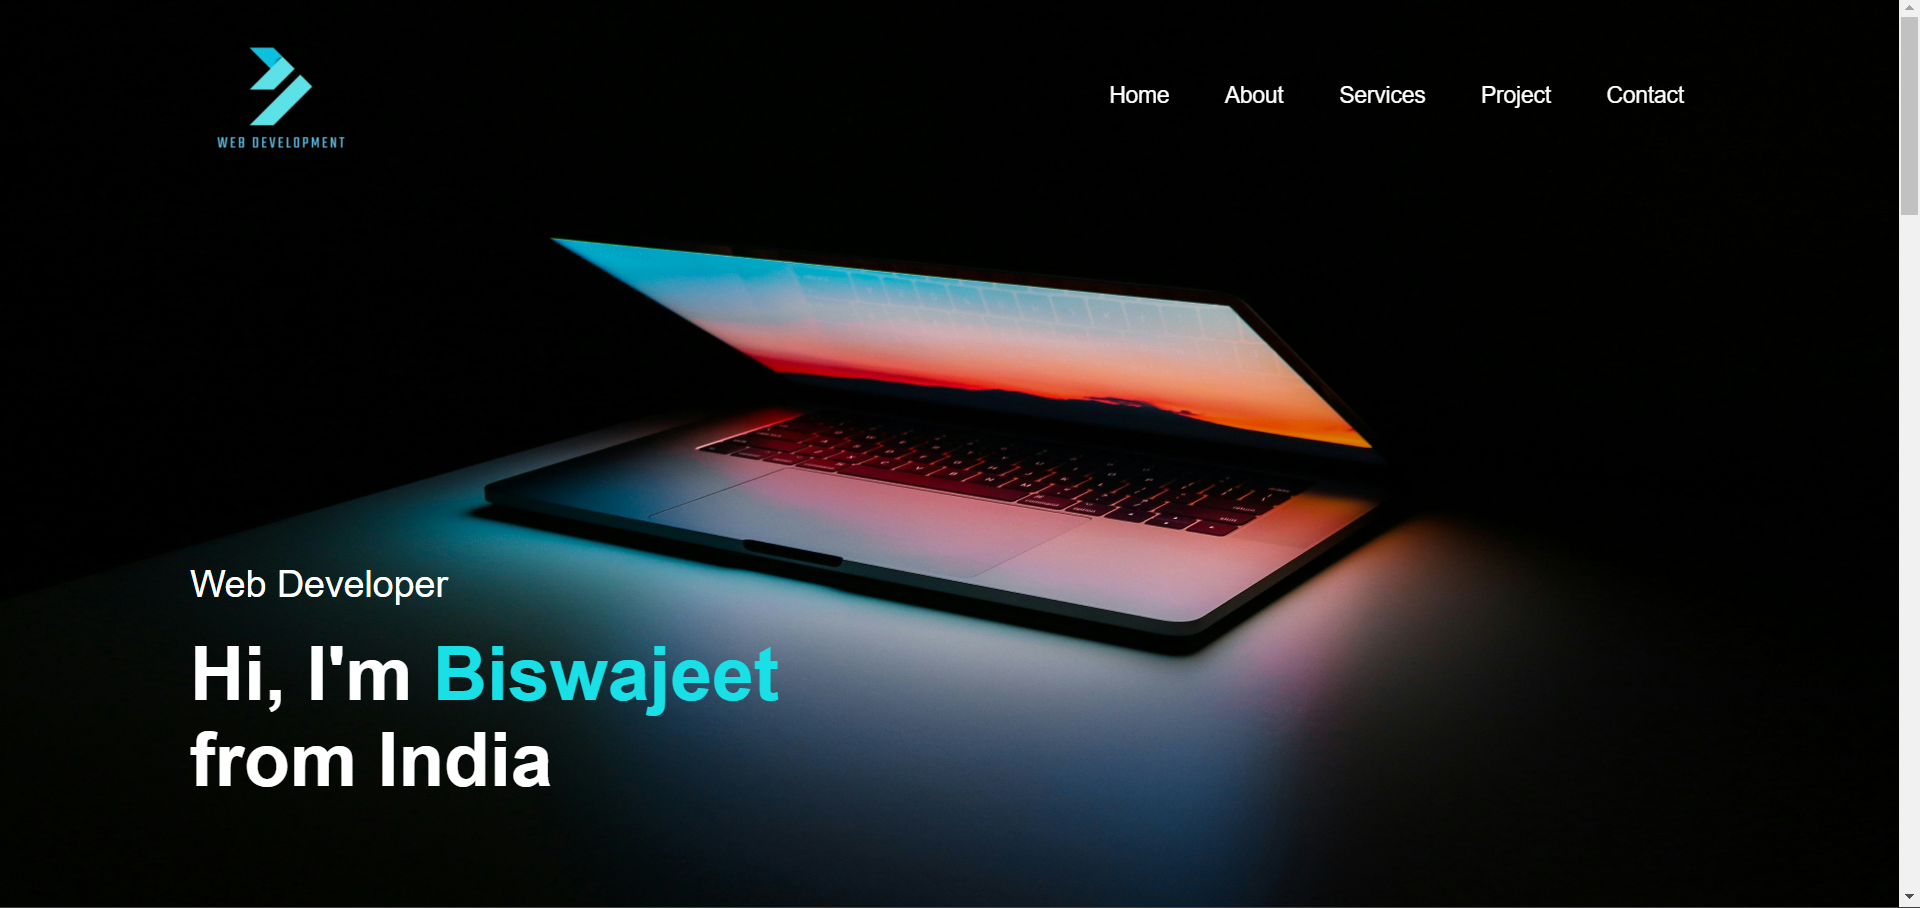 WEB DEVELOPMENT
Home About Services Project Contact
Web Developer
Hi, I'm Biswajeet
from India